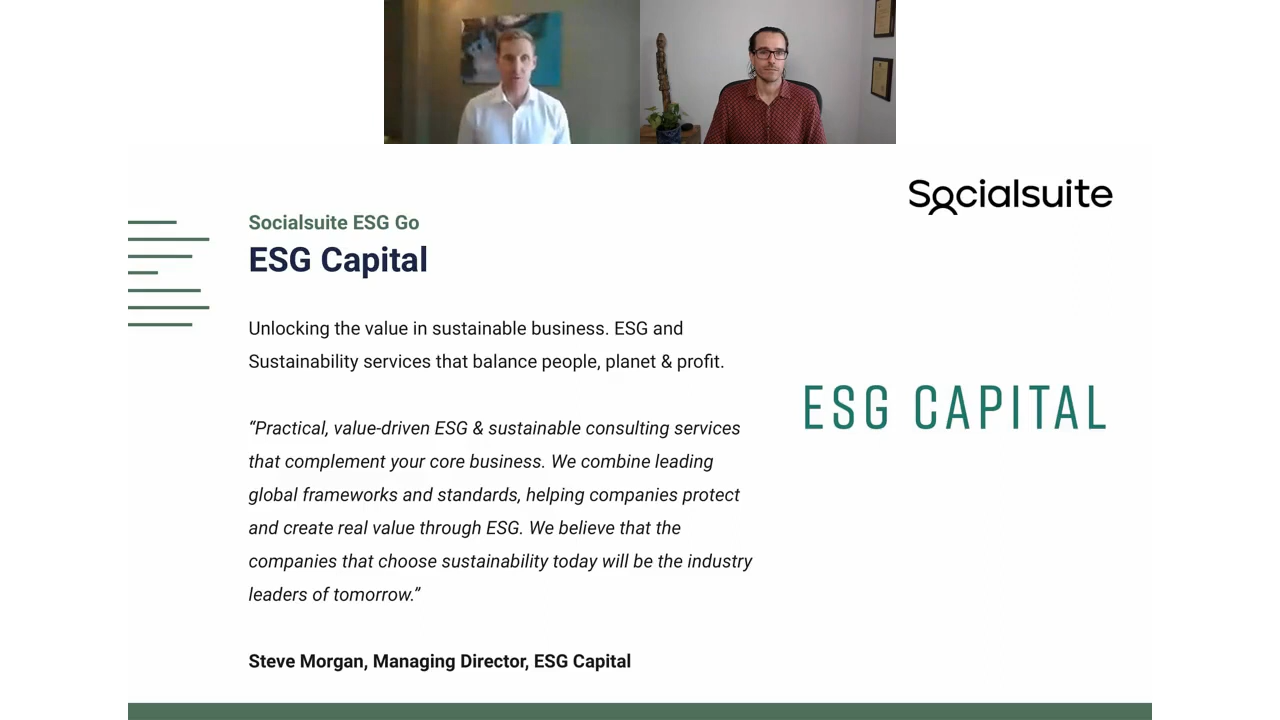 Socialsuite
Socialsuite ESG Go
ESG Capital
Unlocking the value in sustainable business. ESG and
Sustainability services that balance people, planet & profit.
ESG CAPITAL
“Practical, value-driven ESG & sustainable consulting services
that complement your core business. We combine leading
global frameworks and standards, helping companies protect
and create real value through ESG. We believe that the
companies that choose sustainability today will be the industry
leaders of tomorrow.”
Steve Morgan, Managing Director, ESG Capital